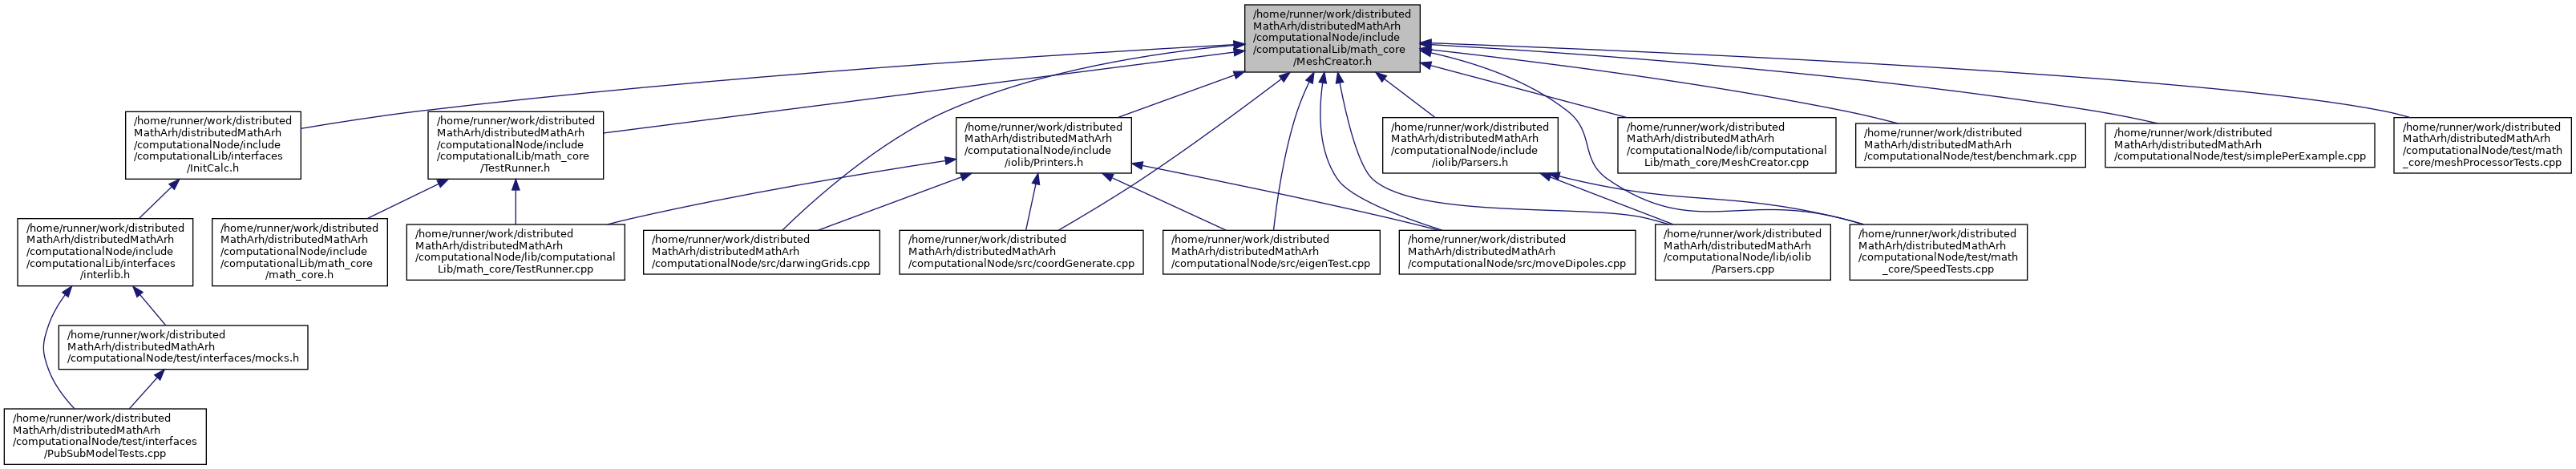 /home/runner/work/distributed
MathArh/distributedMathArh
/computationalNode/include
/computationalLib/math_core
/MeshCreator.h
/home/runner/work/distributed
MathArh/distributedMathArh
/computationalNode/include
/computationalLib/interfaces
/InitCalc.h
/home/runner/work/distributed
MathArh/distributedMathArh
/computationalNode/include
/computationalLib/math_core
/TestRunner.h
/home/runner/work/distributed
MathArh/distributedMathArh
/computationalNode/include
/iolib/Printers.h
/home/runner/work/distributed
MathArh/distributedMathArh
/computationalNode/include
/iolib/Parsers.h
/home/runner/work/distributed
MathArh/distributedMathArh
/computationalNode/lib/computational
Lib/math_core/MeshCreator.cpp
/home/runner/work/distributed
MathArh/distributedMathArh
/computationalNode/test/benchmark.cpp
/home/runner/work/distributed
MathArh/distributedMathArh
/computationalNode/test/simplePerExample.cpp
/home/runner/work/distributed
MathArh/distributedMathArh
/computationalNode/test/math
_core/meshProcessorTests.cpp
/home/runner/work/distributed
MathArh/distributedMathArh
/computationalNode/include
/computationalLib/interfaces
/interlib.h
/home/runner/work/distributed
MathArh/distributedMathArh
/computationalNode/include
/computationalLib/math_core
/math_core.h
/home/runner/work/distributed
MathArh/distributedMathArh
/computationalNode/lib/computational
Lib/math_core/TestRunner.cpp
/home/runner/work/distributed
MathArh/distributedMathArh
/computationalNode/src/darwingGrids.cpp
/home/runner/work/distributed
MathArh/distributedMathArh
/computationalNode/src/coordGenerate.cpp
/home/runner/work/distributed
MathArh/distributedMathArh
/computationalNode/src/eigenTest.cpp
/home/runner/work/distributed
MathArh/distributedMathArh
/computationalNode/src/moveDipoles.cpp
/home/runner/work/distributed
MathArh/distributedMathArh
/computationalNode/lib/iolib
/Parsers.cpp
/home/runner/work/distributed
MathArh/distributedMathArh
/computationalNode/test/math
_core/SpeedTests.cpp
/home/runner/work/distributed
MathArh/distributedMathArh
/computationalNode/test/interfaces/mocks.h
/home/runner/work/distributed
MathArh/distributedMathArh
/computationalNode/test/interfaces
/PubSubModelTests.cpp